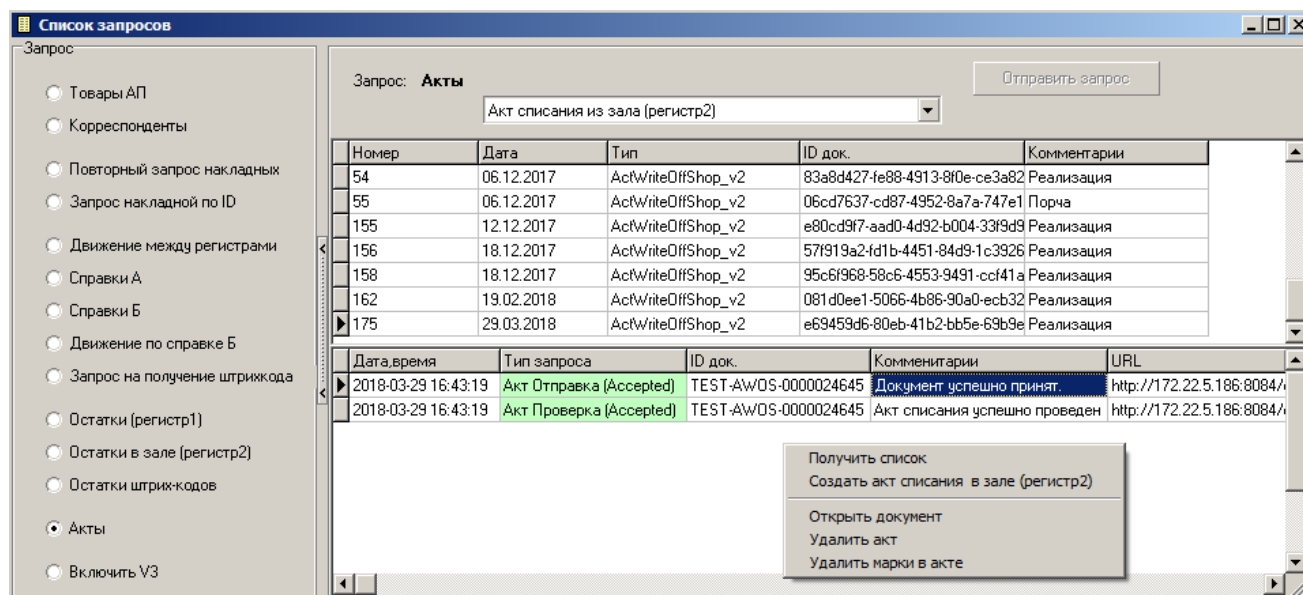 Список запросов
Запрос
Товары АП
Корреспонденты
Повторный запрос накладных
Запрос накладной по ID
Движение между регистрами
Справки А
Справки Б
Движение по справке Б
Запрос на получение штрихкода
Остатки (регистр1)
Остатки в зале (регистр2)
Остатки штрих-кодов
Акты
Включить V3
Запрос: Акты
Отправить запрос
Акт списания из зала (регистр2)
Номер Дата Тип ID док. Комментарии
54 06.12.2017 ActWriteOffShop_v2 83a8d427-fe88-4913-8f0e-ce3a82 Реализация
55 06.12.2017 ActWriteOffShop_v2 06cd7637-cd87-4952-8a7a-747e1 Порча
155 12.12.2017 ActWriteOffShop_v2 e80cd9f7-aad0-4d92-b004-33f9d9 Реализация
156 18.12.2017 ActWriteOffShop_v2 57f919a2-fd1b-4451-84d9-1c3926 Реализация
158 18.12.2017 ActWriteOffShop_v2 95c6f968-58c6-4553-9491-ccf41a Реализация
162 19.02.2018 ActWriteOffShop_v2 081d0ee1-5066-4b86-90a0-ecb32 Реализация
175 29.03.2018 ActWriteOffShop_v2 e69459d6-80eb-41b2-bb5e-69b9e Реализация
Дата,время Тип запроса ID док. Комменитарии URL
2018-03-29 16:43:19 Акт Отправка (Accepted) TEST-AWOS-0000024645 Документ успешно принят. http://172.22.5.186:8084/
2018-03-29 16:43:19 Акт Проверка (Accepted) TEST-AWOS-0000024645 Акт списания успешно проведен http://172.22.5.186:8084/
Получить список
Создать акт списания в зале (регистр2)
Открыть документ
Удалить акт
Удалить марки в акте